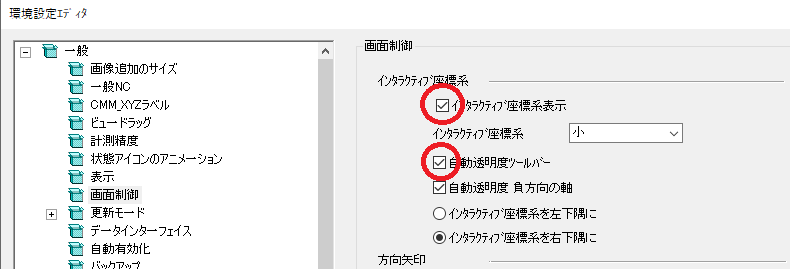 環境設定ｴﾃﾞｨﾀ
一般
画像追加のサイズ
一般NC
CMM_XYZラベル
ビュードラッグ
計測精度
状態アイコンのアニメーション
表示
画面制御
更新モード
データインターフェイス
自動有効化
バックアップ
画面制御
ｲﾝﾀﾗｸﾃｨﾌﾞ座標系
ｲﾝﾀﾗｸﾃｨﾌﾞ座標系表示
ｲﾝﾀﾗｸﾃｨﾌﾞ座標系 小
自動透明度ﾂｰﾙﾊﾞｰ
自動透明度 負方向の軸
ｲﾝﾀﾗｸﾃｨﾌﾞ座標系を左下隅に
ｲﾝﾀﾗｸﾃｨﾌﾞ座標系を右下隅に
方向矢印